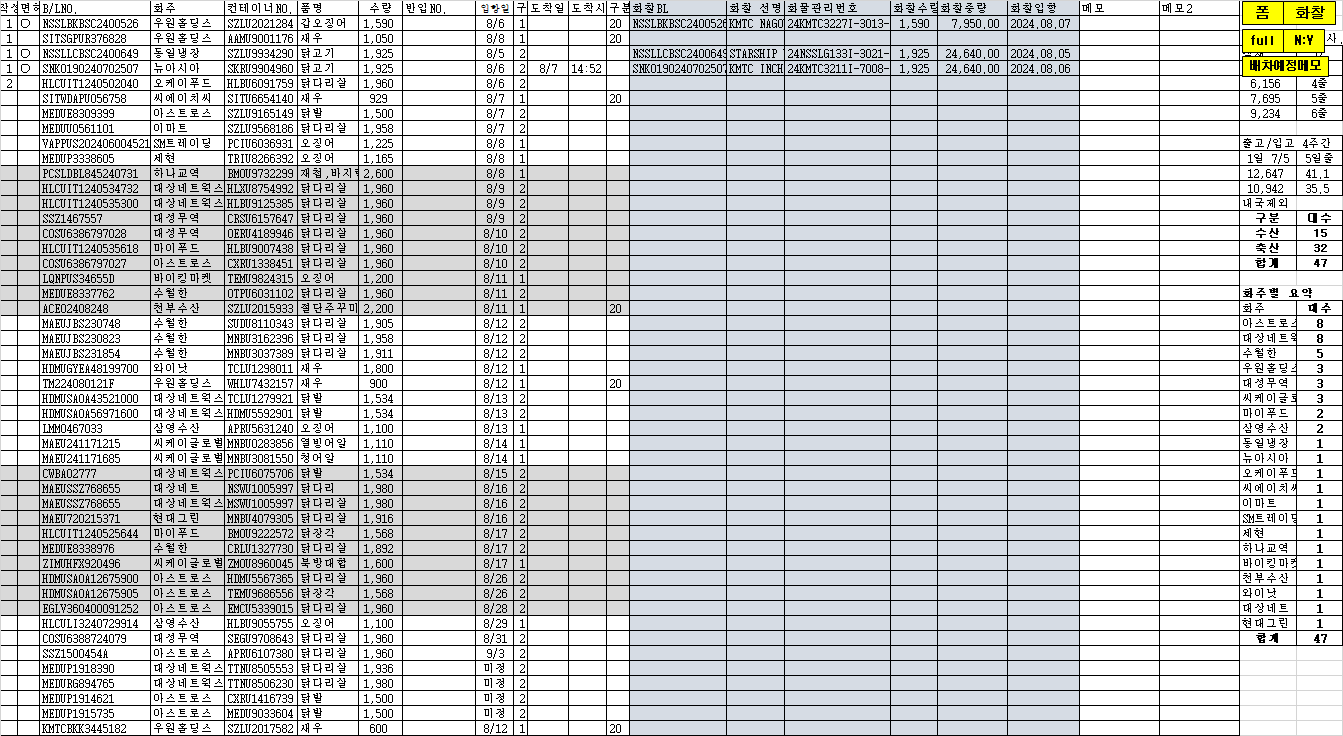 작성 면허 B/LNO. 화주 컨테이너NO. 품명 수량 반입NO. 입항일 구 도착일 도착시 구분 화찰BL 화찰 선명 화물관리번호 화찰수량 화찰중량 화찰입항 메모 메모2 폼 화찰
1 O NSSLBKBSC2400526 우원홀딩스 SZLU2021284 갑오징어 1,590 8/6 1 20 NSSLBKBSC2400526 KMTC NAGO 24KMTC3227I-3013- 1,590 7,950.00 2024.08.07
1 SITSGPUR376828 우원홀딩스 AAMU9001176 새우 1,050 8/8 1 20 full N:Y 사.
1 O NSSLLCBSC2400649 동일냉장 SZLU9934290 닭고기 1,925 8/5 2 NSSLLCBSC2400649 STARSHIP 24NSSLG133I-3021- 1,925 24,640.00 2024.08.05
1 O SNKO190240702507 뉴아시아 SKRU9904960 닭고기 1,925 8/6 2 8/7 14:52 SNKO190240702507 KMTC INCH 24KMTC3211I-7008- 1,925 24,640.00 2024.08.06 배차예정메모
2 HLCUIT1240502040 오케이푸드 HLBU6091759 닭다리살 1,960 8/6 2 6,156 4줄
SITWDAPU056758 씨에이치씨 SITU6654140 새우 929 8/7 1 20 7,695 5줄
MEDUE8309399 아스트로스 SZLU9165149 닭발 1,500 8/7 2 9,234 6줄
MEDUU0561101 이마트 SZLU9568186 닭다리살 1,958 8/7 2
VAPPUS202406004521 SM트레이딩 PCIU6036931 오징어 1,225 8/8 1 출고/입고 4주간
MEDUP3338605 제현 TRIU8266392 오징어 1,165 8/8 1 1일 7/5 5일줄
PCSLDBL845240731 하나교역 BMOU9732299 재첩,바지락 2,600 8/8 1 12,647 41.1
HLCUIT1240534732 대상네트웍스 HLXU8754992 닭다리살 1,960 8/9 2 10,942 35.5
HLCUIT1240535300 대상네트웍스 HLBU9125385 닭다리살 1,960 8/9 2 내국제외
SSZ1467557 대성무역 CRSU6157647 닭다리살 1,960 8/9 2 구분 대수
COSU6386797028 대성무역 OERU4189946 닭다리살 1,960 8/10 2 수산 15
HLCUIT1240535618 마이푸드 HLBU9007438 닭다리살 1,960 8/10 2 축산 32
COSU6386797027 아스트로스 CXRU1338451 닭다리살 1,960 8/10 2 합계 47
LQNPUS34655D 바이킹마켓 TEMU9824315 오징어 1,200 8/11 1
MEDUE8337762 수월한 OTPU6031102 닭다리살 1,960 8/11 2 화주별 요약
ACEO2408248 천부수산 SZLU2015933 절단주꾸미 2,200 8/11 1 20 화주 대수
MAEUJBS230748 수월한 SUDU8110343 닭다리살 1,905 8/12 2 아스트로스 8
MAEUJBS230823 수월한 MNBU3162396 닭다리살 1,958 8/12 2 대상네트웍 8
MAEUJBS231854 수월한 MNBU3037389 닭다리살 1,911 8/12 2 수월한 5
HDMUGYEA48199700 와이낫 TCLU1298011 새우 1,800 8/12 1 우원홀딩스 3
TM224080121F 우원홀딩스 WHLU7432157 새우 900 8/12 1 20 대성무역 3
HDMUSAOA43521000 대상네트웍스 TCLU1279921 닭발 1,534 8/13 2 씨케이글로 3
HDMUSAOA56971600 대상네트웍스 HDMU5592901 닭발 1,534 8/13 2 마이푸드 2
LMM0467033 삼영수산 APRU5631240 오징어 1,100 8/13 1 삼영수산 2
MAEU241171215 씨케이글로벌 MNBU0283856 열빙어알 1,110 8/14 1 동일냉장 1
MAEU241171685 씨케이글로벌 MNBU3081550 청어알 1,110 8/14 1 뉴아시아 1
CWBA02777 대상네트웍스 PCIU6075706 닭발 1,534 8/15 2 오케이푸드 1
MAEUSSZ768655 대상네트 NSWU1005997 닭다리 1,980 8/16 2 씨에이치씨 1
MAEUSSZ768655 대상네트웍스 MSWU1005997 닭다리살 1,980 8/16 2 이마트 1
MAEU720215371 현대그린 MNBU4079305 닭다리살 1,916 8/16 2 SM트레이딩 1
HLCUIT1240525644 마이푸드 BMOU9222572 닭장각 1,568 8/17 2 제현 1
MEDUE8338976 수월한 CRLU1327730 닭다리살 1,892 8/17 2 하나교역 1
ZIMUHFX920496 씨케이글로벌 ZMOU8960045 북방대합 1,600 8/17 1 바이킹마켓 1
HDMUSAOA12675900 아스트로스 HDMU5567365 닭다리살 1,960 8/26 2 천부수산 1
HDMUSAOA12675905 아스트로스 TEMU9686556 닭장각 1,568 8/26 2 와이낫 1
EGLV360400091252 아스트로스 EMCU5339015 닭다리살 1,960 8/28 2 대상네트 1
HLCULI3240729914 삼영수산 HLBU9055755 오징어 1,100 8/29 1 현대그린 1
COSU6388724079 대성무역 SEGU9708643 닭다리살 1,960 8/31 2 합계 47
SSZ1500454A 아스트로스 APRU6107380 닭다리살 1,960 9/3 2
MEDUP1918390 대상네트웍스 TTNU8505553 닭다리살 1,936 미정 2
MEDURG894765 대상네트웍스 TTNU8506230 닭다리살 1,980 미정 2
MEDUP1914621 아스트로스 CXRU1416739 닭발 1,500 미정 2
MEDUP1915735 아스트로스 MEDU9033604 닭발 1,500 미정 2
KMTCBKK3445182 우원홀딩스 SZLU2017582 새우 600 8/12 1 20